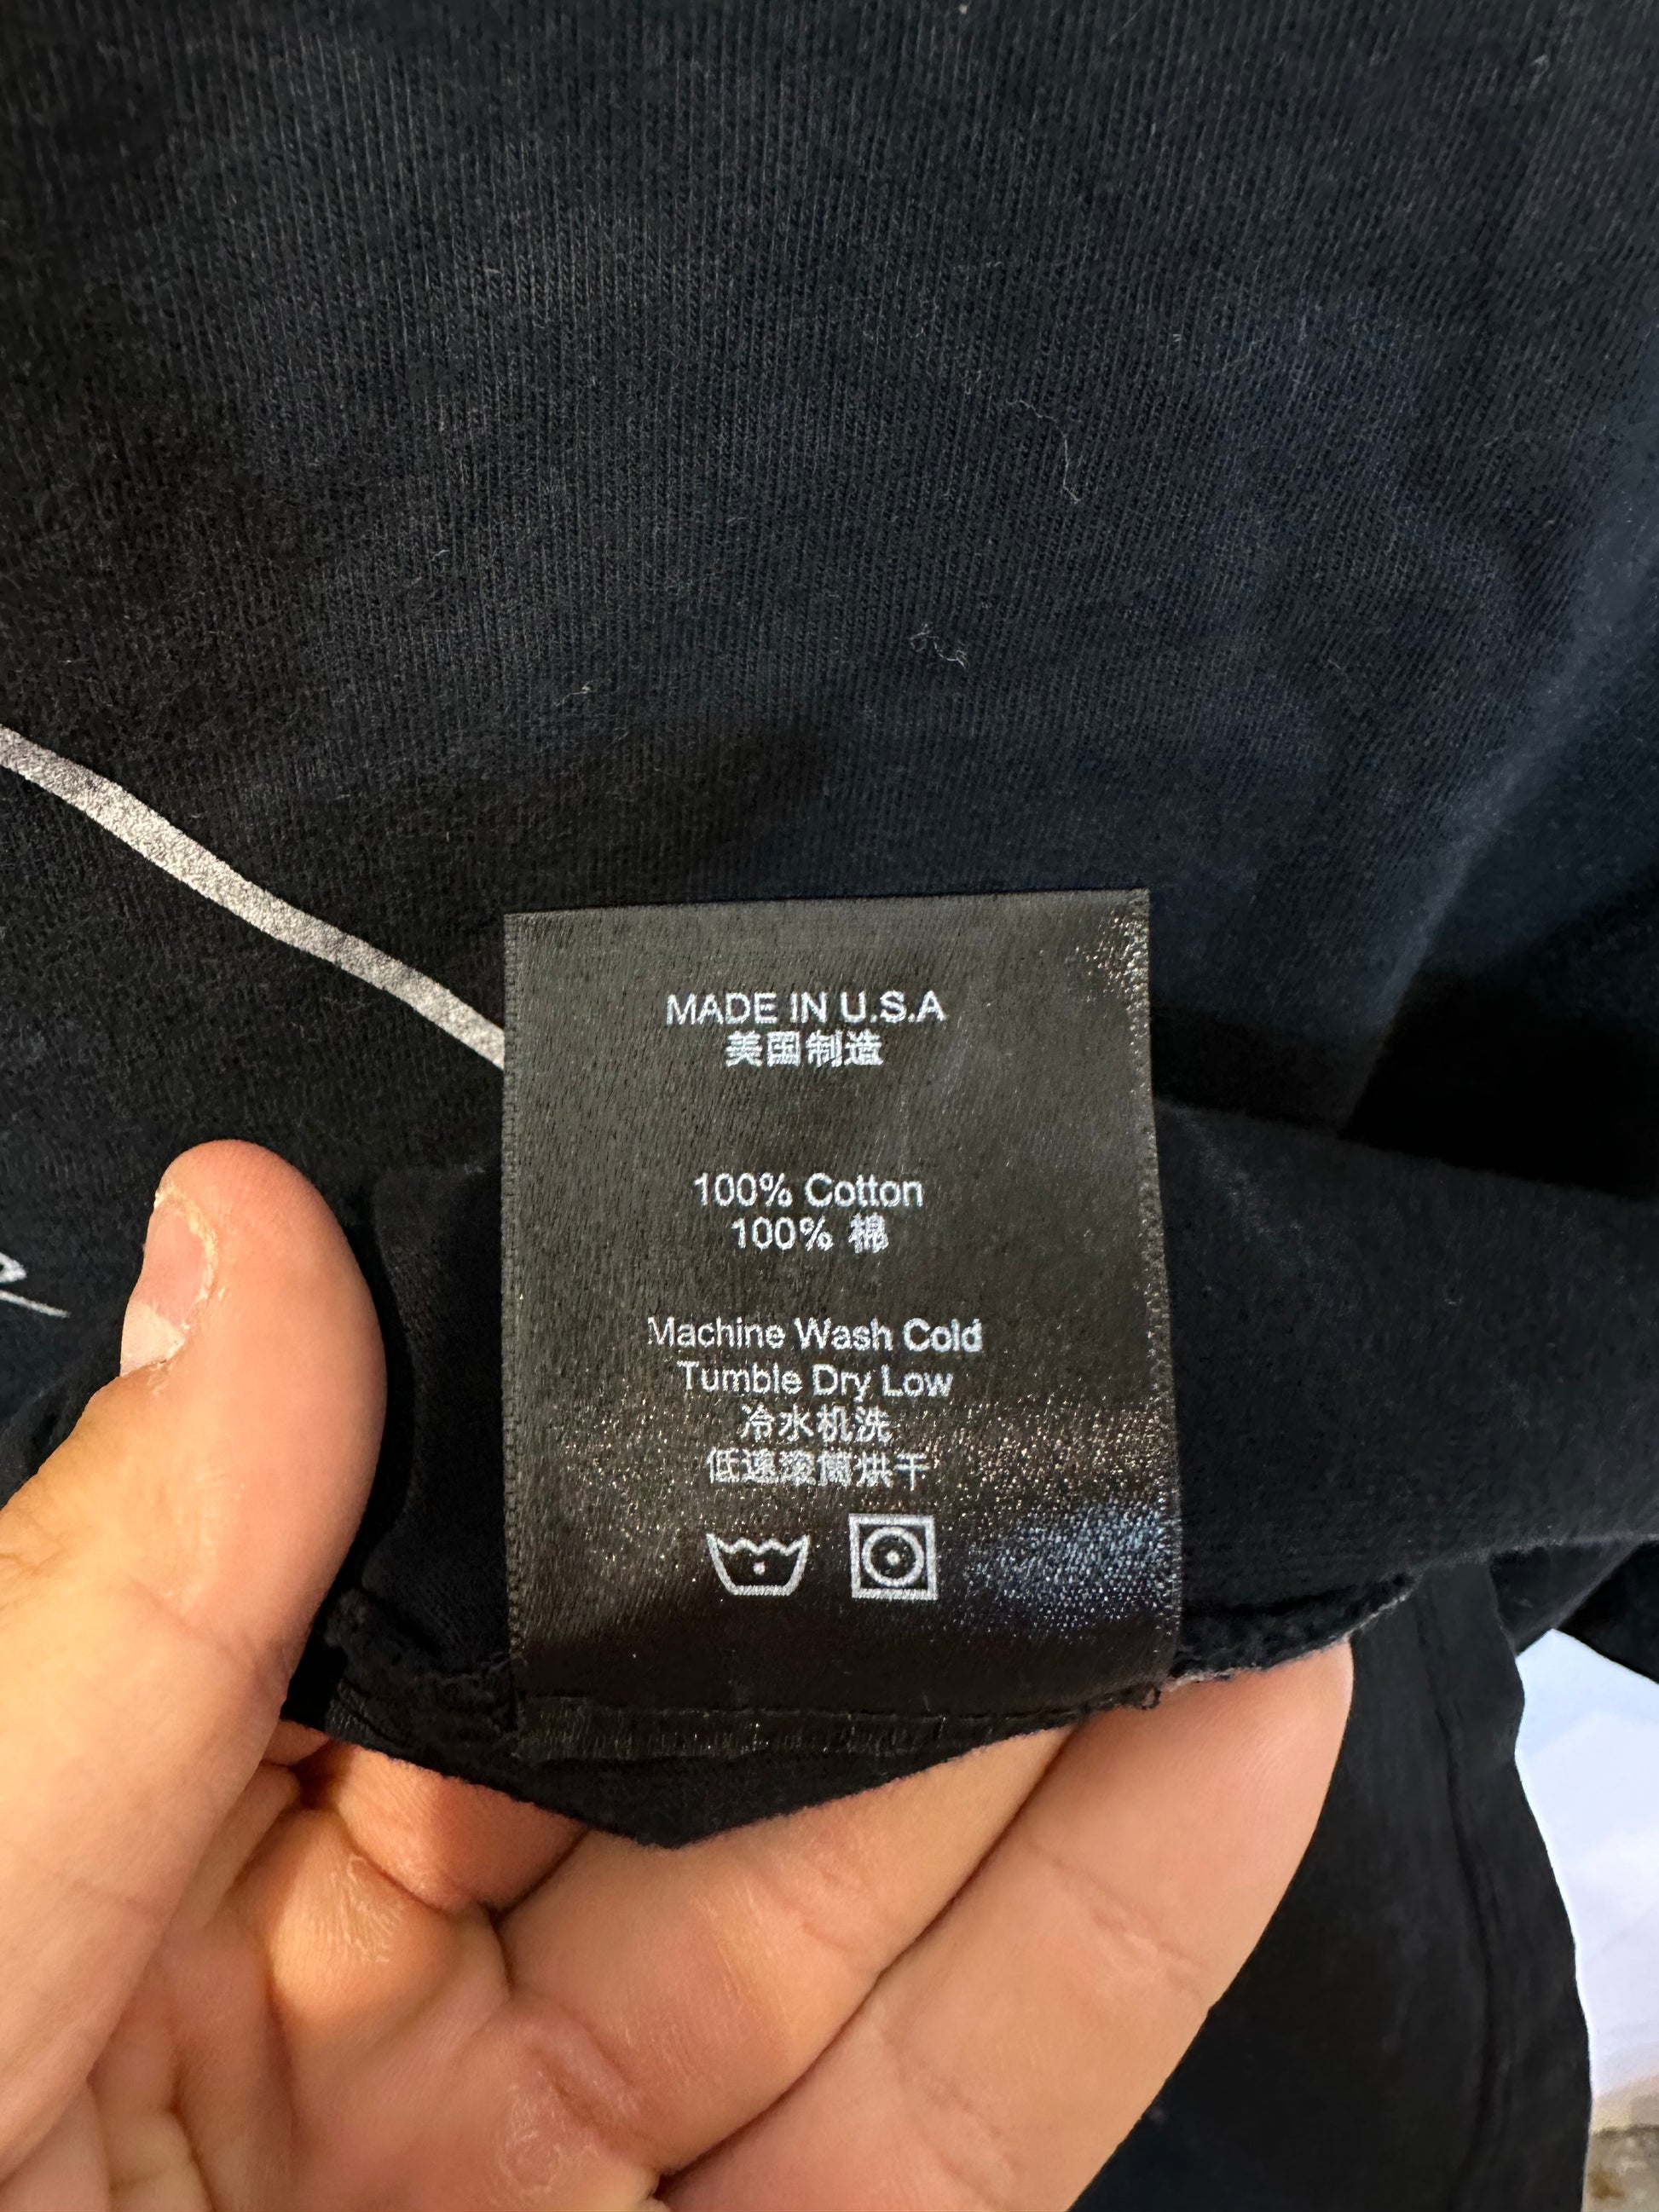 MADE IN U.S.A
美国制造
100% Cotton
100% 棉
Machine Wash Cold
Tumble Dry Low
冷水机洗
低速滚筒烘干